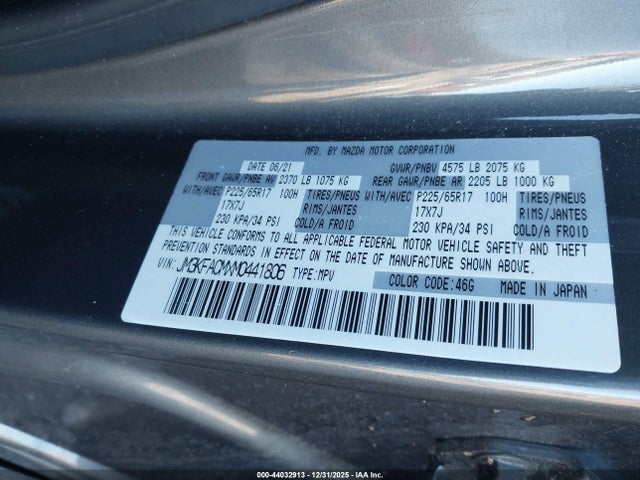 MFD. BY MAZDA MOTOR CORPORATION
DATE 06/21 GVWR/PNBV 4575 LB 2075 KG
FRONT GAWR/PNBE AV 2370 LB 1075 KG REAR GAWR/PNBE AR 2205 LB 1000 KG
WITH/AVEC P225/65R17 100H TIRES/PNEUS WITH/AVEC P225/65R17 100H TIRES/PNEUS
17X7J RIMS/JANTES 17X7J RIMS/JANTES
230 KPA/34 PSI COLD/A FROID 230 KPA/34 PSI COLD/A FROID
THIS VEHICLE CONFORMS TO ALL APPLICABLE FEDERAL MOTOR VEHICLE SAFETY AND THEFT
PREVENTION STANDARDS IN EFFECT ON THE DATE OF MANUFACTURE SHOWN ABOVE.
VIN: JM3KFACMXM0441806 TYPE:MPV
COLOR CODE:46G MADE IN JAPAN
000-44032913 - 12/31/2025 - IAA Inc.